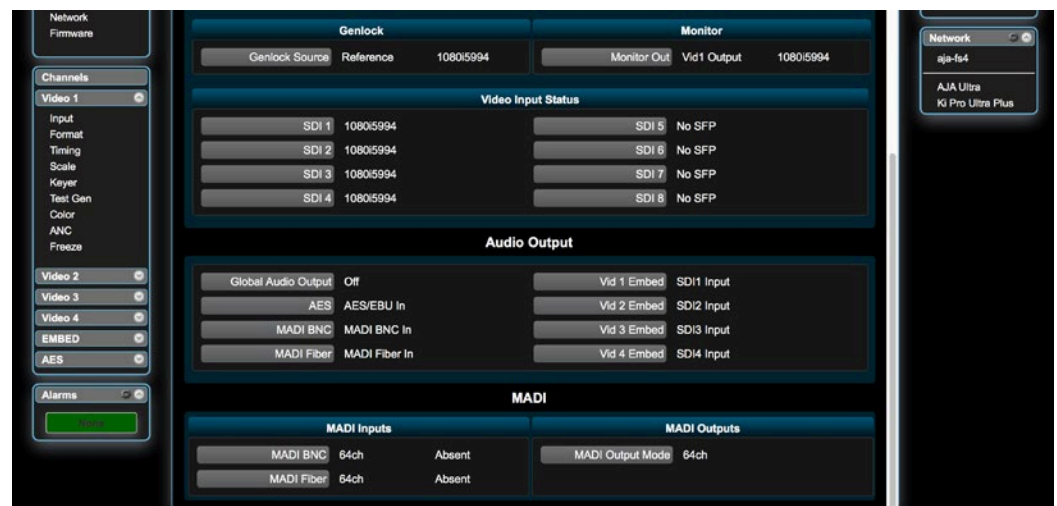 Network
Firmware
Channels
Video 1
Input
Format
Timing
Scale
Keyer
Test Gen
Color
ANC
Freeze
Video 2
Video 3
Video 4
EMBED
AES
Alarms
None
Genlock
Monitor
Genlock Source Reference 1080i5994
Monitor Out Vid1 Output 1080i5994
Video Input Status
SDI 1 1080i5994
SDI 5 No SFP
SDI 2 1080i5994
SDI 6 No SFP
SDI 3 1080i5994
SDI 7 No SFP
SDI 4 1080i5994
SDI 8 No SFP
Audio Output
Global Audio Output Off
Vid 1 Embed SDI1 Input
AES AES/EBU In
Vid 2 Embed SDI2 Input
MADI BNC MADI BNC In
Vid 3 Embed SDI3 Input
MADI Fiber MADI Fiber In
Vid 4 Embed SDI4 Input
MADI
MADI Inputs
MADI Outputs
MADI BNC 64ch Absent
MADI Output Mode 64ch
MADI Fiber 64ch Absent
Network
aja-fs4
AJA Ultra
Ki Pro Ultra Plus